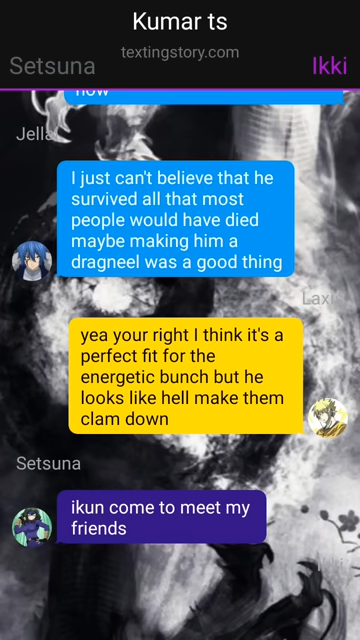 Kumar ts
textingstory.com
Setsuna
Ikki
now
Jella
I just can't believe that he
survived all that most
people would have died
maybe making him a
dragneel was a good thing
Laxu
yea your right I think it's a
perfect fit for the
energetic bunch but he
looks like hell make them
clam down
Setsuna
ikun come to meet my
friends
Ikki